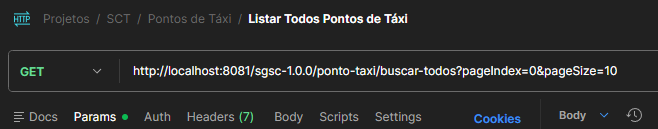 HTTP Projetos / SCT / Pontos de Táxi / Listar Todos Pontos de Táxi
GET http://localhost:8081/sgsc-1.0.0/ponto-taxi/buscar-todos?pageIndex=0&pageSize=10
Docs Params Auth Headers (7) Body Scripts Settings Cookies Body